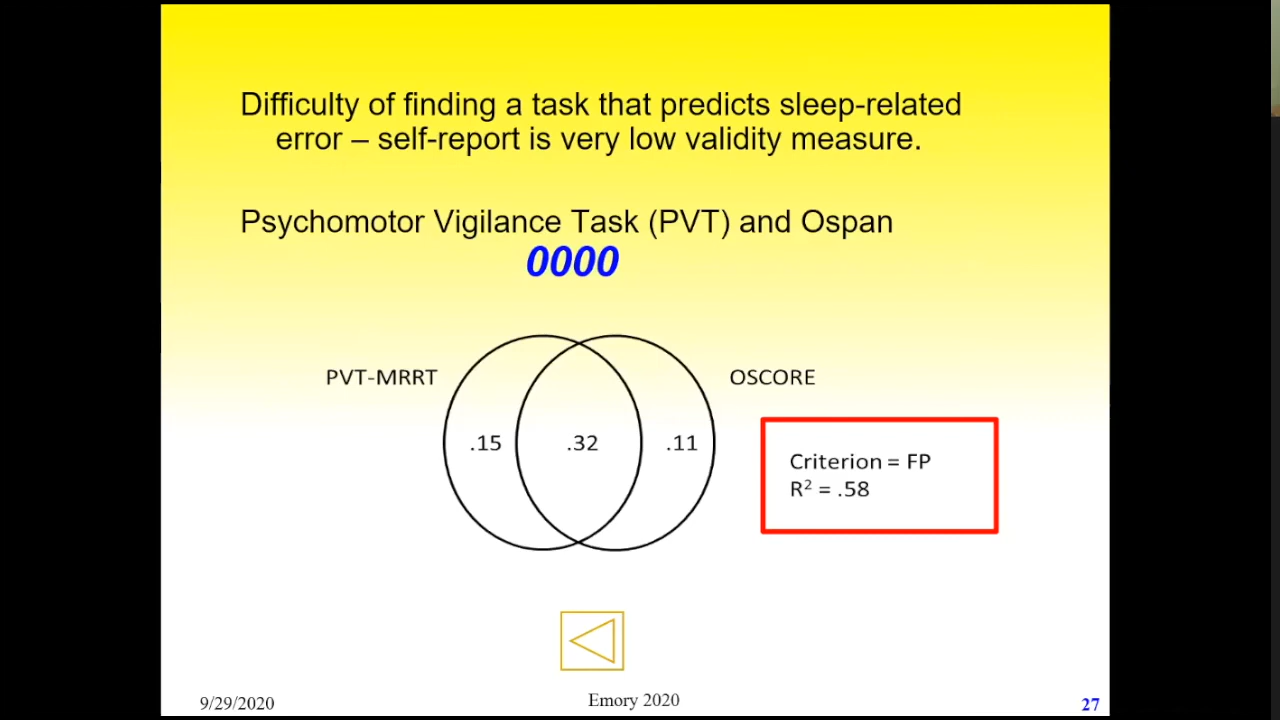 Difficulty of finding a task that predicts sleep-related
error – self-report is very low validity measure.
Psychomotor Vigilance Task (PVT) and Ospan
0000
PVT-MRRT
OSCORE
.15
.32
.11
Criterion = FP
R² = .58
9/29/2020
Emory 2020
27